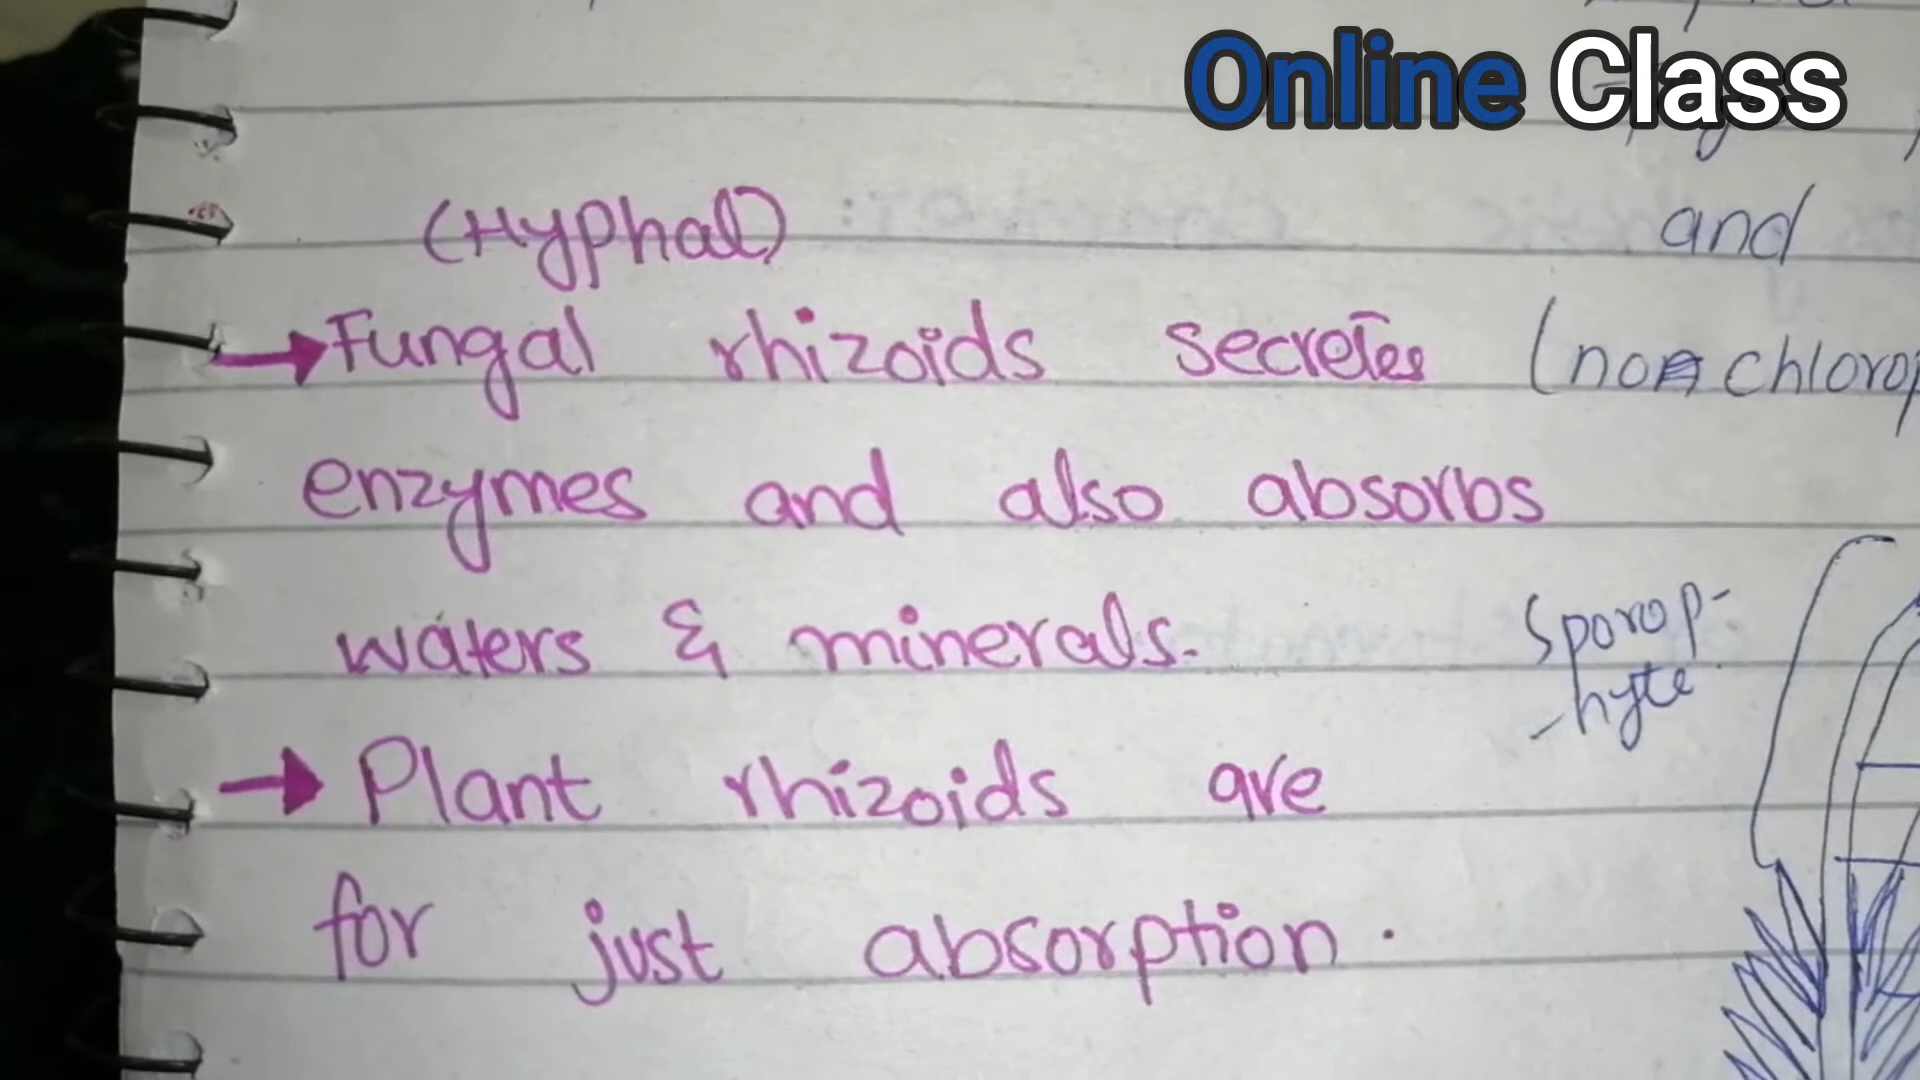 Online Class
(Hyphal)
→ Fungal rhizoids secretes
enzymes and also absorbs
waters & minerals.
→ Plant rhizoids are
for just absorption.
and
(non
Sporop-
-hyte